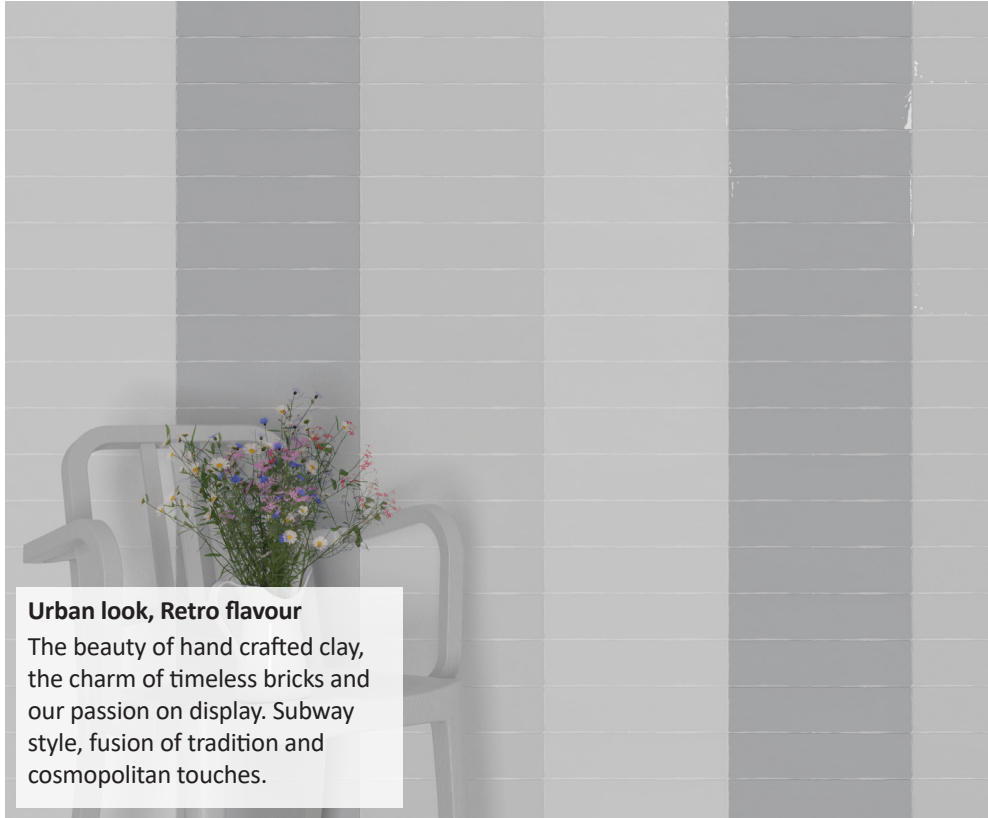 Urban look, Retro flavour
The beauty of hand crafted clay,
the charm of timeless bricks and
our passion on display. Subway
style, fusion of tradition and
cosmopolitan touches.